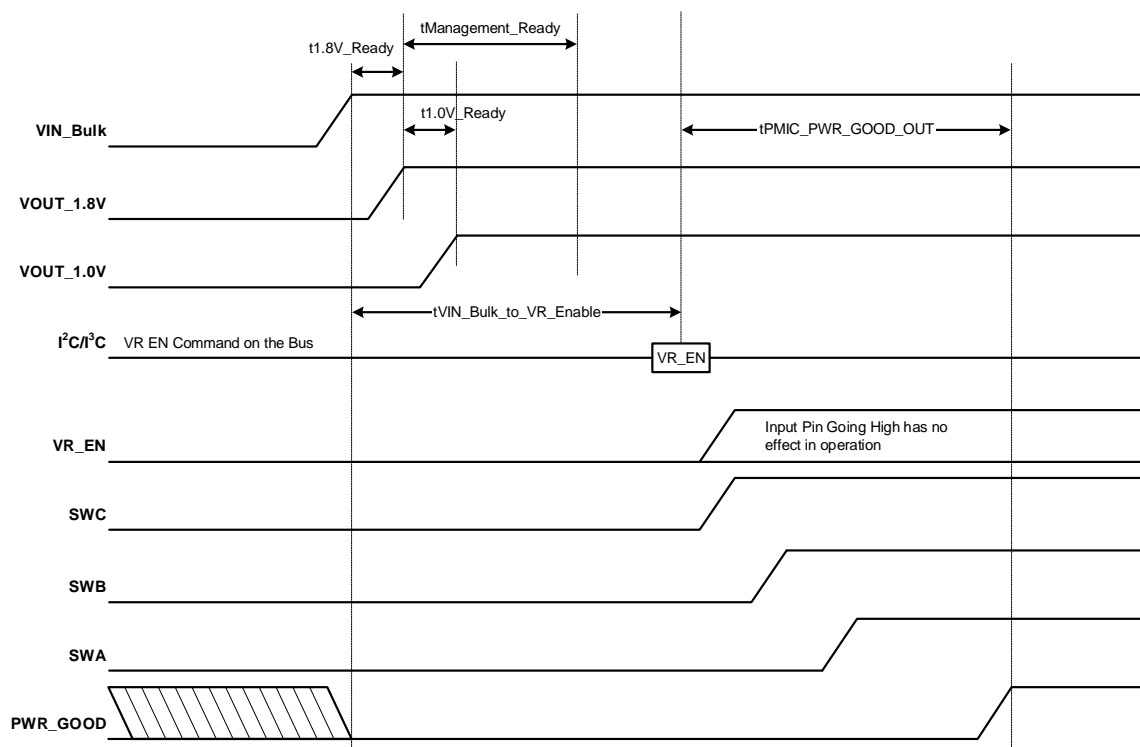 tManagement_Ready
t1.8V_Ready
VIN_Bulk
t1.0V_Ready
tPMIC_PWR_GOOD_OUT
VOUT_1.8V
VOUT_1.0V
tVIN_Bulk_to_VR_Enable
I²C/I³C VR EN Command on the Bus
VR_EN
VR_EN
Input Pin Going High has no
effect in operation
SWC
SWB
SWA
PWR_GOOD